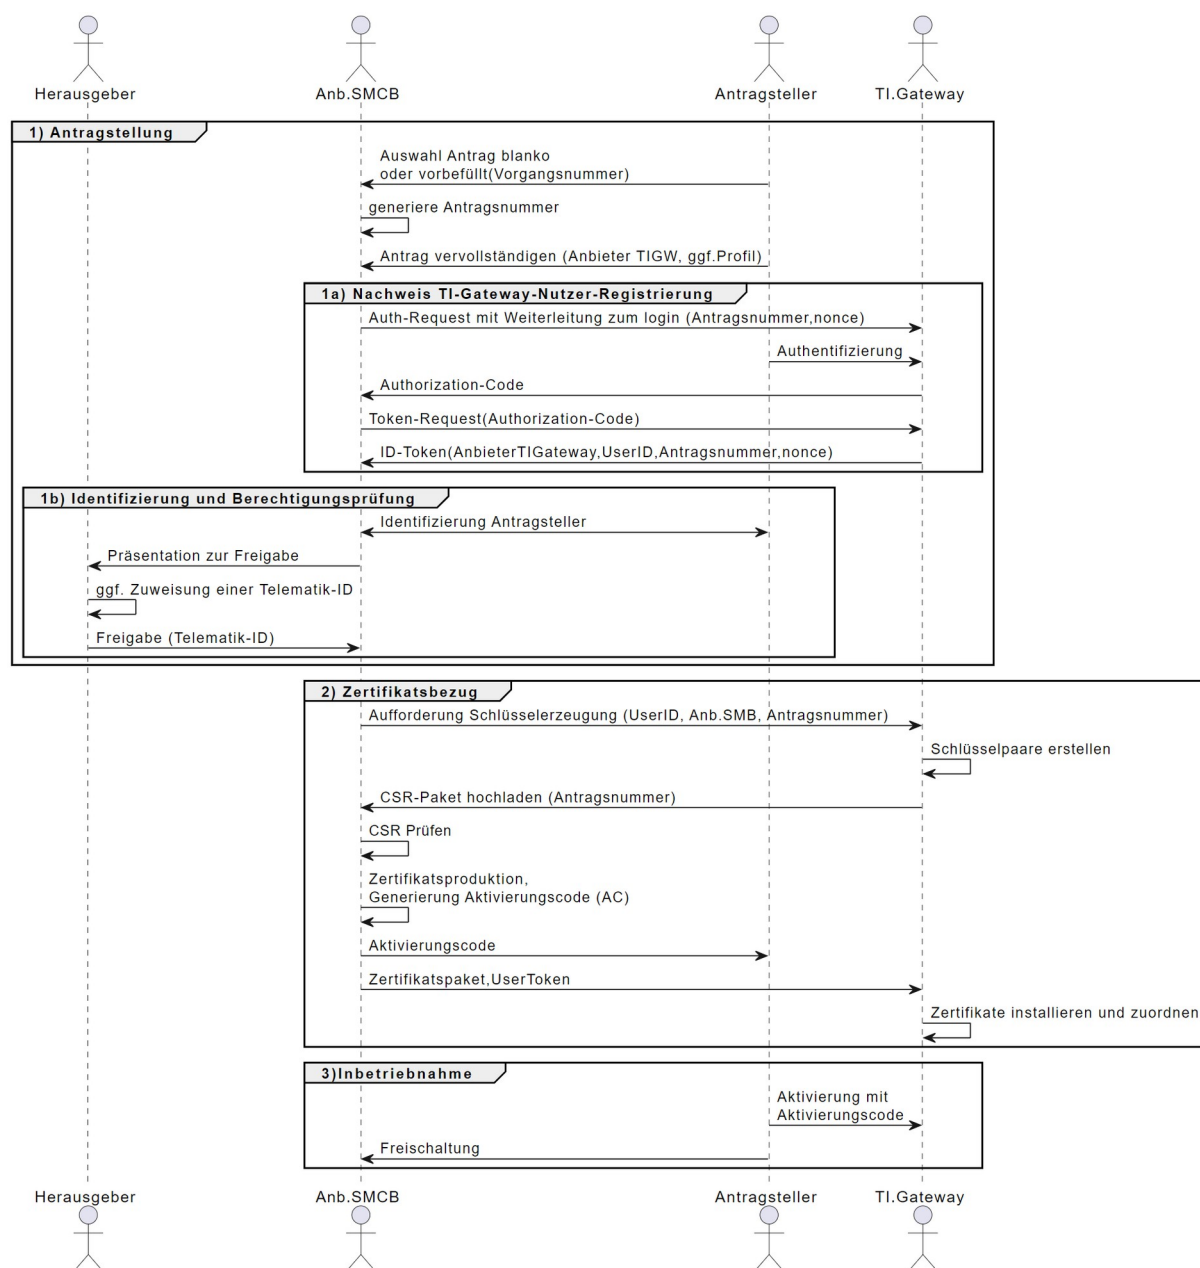 Herausgeber
Anb.SMCB
Antragsteller
TI.Gateway
1) Antragstellung
Auswahl Antrag blanko
oder vorbefüllt(Vorgangsnummer)
generiere Antragsnummer
Antrag vervollständigen (Anbieter TIGW, ggf.Profil)
1a) Nachweis TI-Gateway-Nutzer-Registrierung
Auth-Request mit Weiterleitung zum login (Antragsnummer,nonce)
Authentifizierung
Authorization-Code
Token-Request(Authorization-Code)
ID-Token(AnbieterTIGateway,UserID,Antragsnummer,nonce)
1b) Identifizierung und Berechtigungsprüfung
Identifizierung Antragsteller
Präsentation zur Freigabe
ggf. Zuweisung einer Telematik-ID
Freigabe (Telematik-ID)
2) Zertifikatsbezug
Aufforderung Schlüsselerzeugung (UserID, Anb.SMB, Antragsnummer)
Schlüsselpaare erstellen
CSR-Paket hochladen (Antragsnummer)
CSR Prüfen
Zertifikatsproduktion,
Generierung Aktivierungscode (AC)
Aktivierungscode
Zertifikatspaket,UserToken
Zertifikate installieren und zuordnen
3)Inbetriebnahme
Aktivierung mit
Aktivierungscode
Freischaltung
Herausgeber
Anb.SMCB
Antragsteller
TI.Gateway